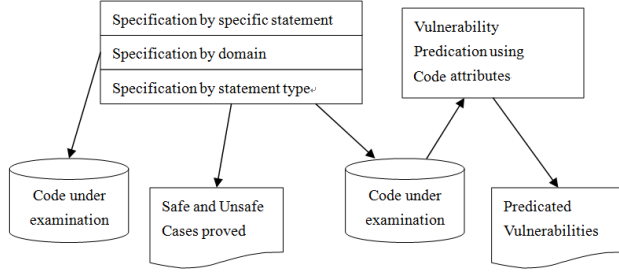 Specification by specific statement
Specification by domain
Specification by statement type↵
Vulnerability
Predication using
Code attributes
Code under
examination
Safe and Unsafe
Cases proved
Code under
examination
Predicated
Vulnerabilities